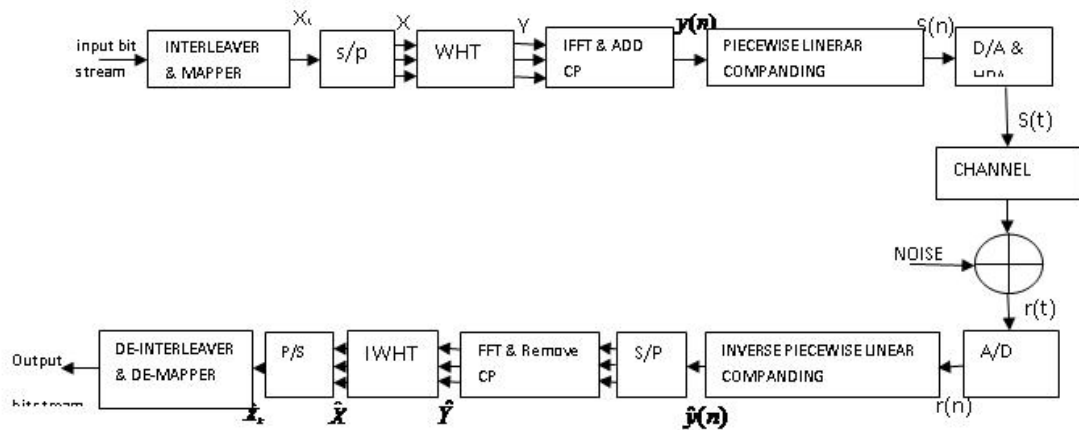 input bit
stream
INTERLEAVER
& MAPPER
s/p
X
WHT
Y
IFFT & ADD
CP
y(n)
PIECEWISE LINERAR
COMPANDING
S(n)
D/A &
S(t)
CHANNEL
NOISE
r(t)
A/D
r(n)
INVERSE PIECEWISE LINEAR
COMPANDING
ŷ(n)
S/P
FFT & Remove
CP
Ŷ
IWHT
X̂
P/S
DE-INTERLEAVER
& DE-MAPPER
Output
bitstream